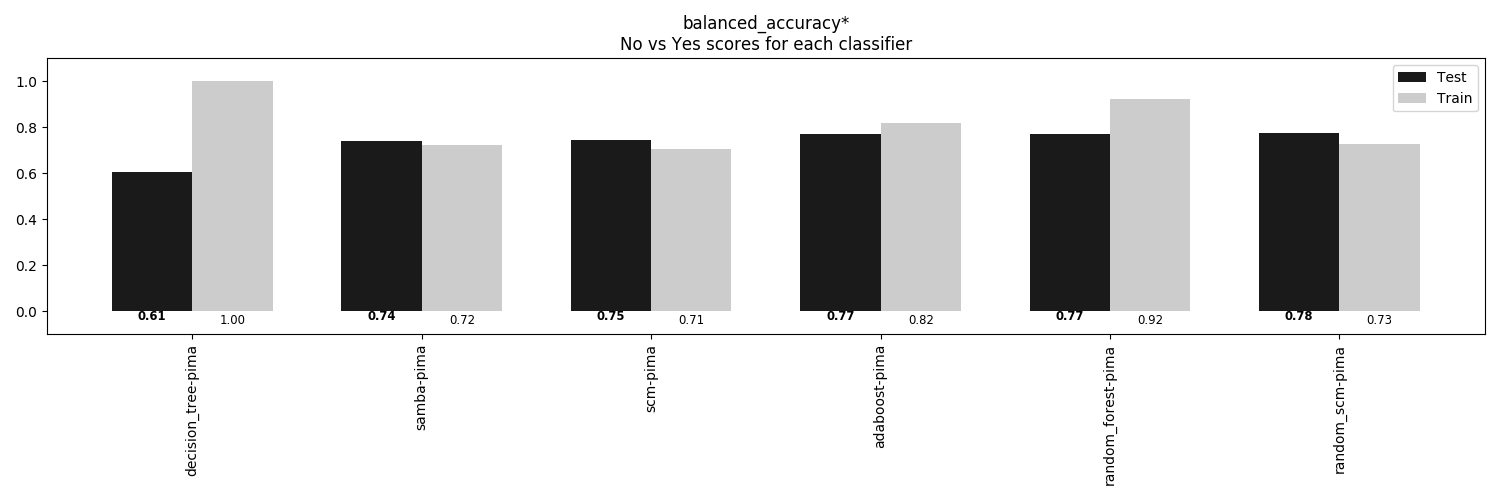 balanced_accuracy*
No vs Yes scores for each classifier
Test
Train
1.0
0.8
0.6
0.4
0.2
0.0
0.61 1.00 0.74 0.72 0.75 0.71 0.77 0.82 0.77 0.92 0.78 0.73
decision_tree-pima
samba-pima
scm-pima
adaboost-pima
random_forest-pima
random_scm-pima